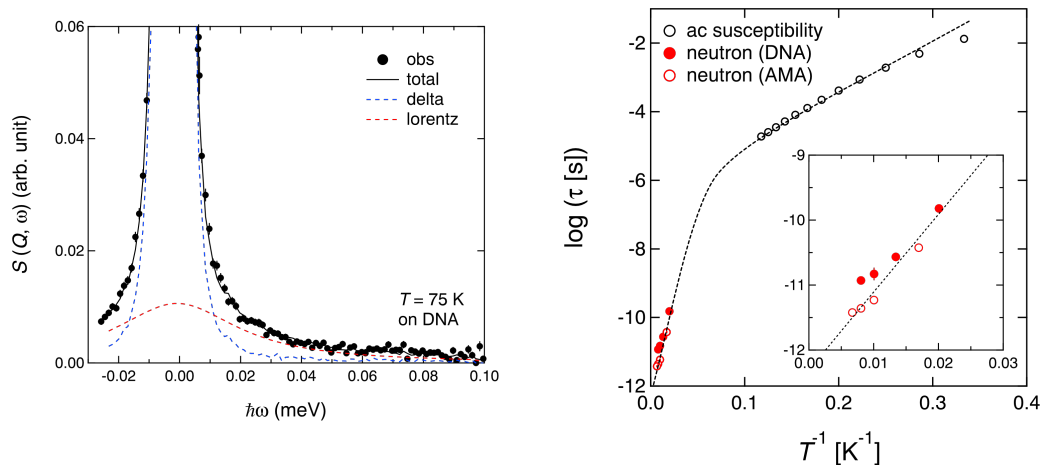 0.06
0.04
0.02
0.00
S (Q, ω) (arb. unit)
obs
total
delta
lorentz
T = 75 K
on DNA
-0.02 0.00 0.02 0.04 0.06 0.08 0.10
ħω (meV)
-2
-4
-6
-8
-10
-12
log (τ [s])
ac susceptibility
neutron (DNA)
neutron (AMA)
-9
-10
-11
-12
0.00 0.01 0.02 0.03
0.0 0.1 0.2 0.3 0.4
T⁻¹ [K⁻¹]